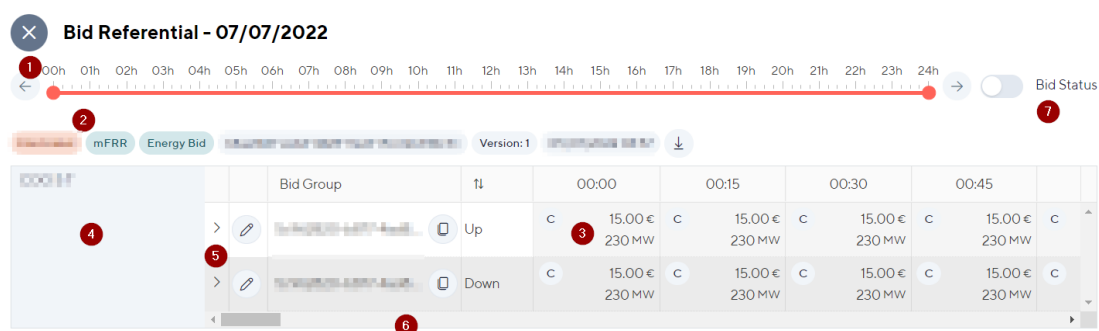 Bid Referential - 07/07/2022
1 00h 01h 02h 03h 04h 05h 06h 07h 08h 09h 10h 11h 12h 13h 14h 15h 16h 17h 18h 19h 20h 21h 22h 23h 24h
Bid Status
2 7
mFRR Energy Bid Version: 1
Bid Group 00:00 00:15 00:30 00:45
Up C 15.00 € C 15.00 € C 15.00 € C 15.00 € C
4 3 230 MW 230 MW 230 MW 230 MW
5
Down C 15.00 € C 15.00 € C 15.00 € C 15.00 € C
230 MW 230 MW 230 MW 230 MW
6